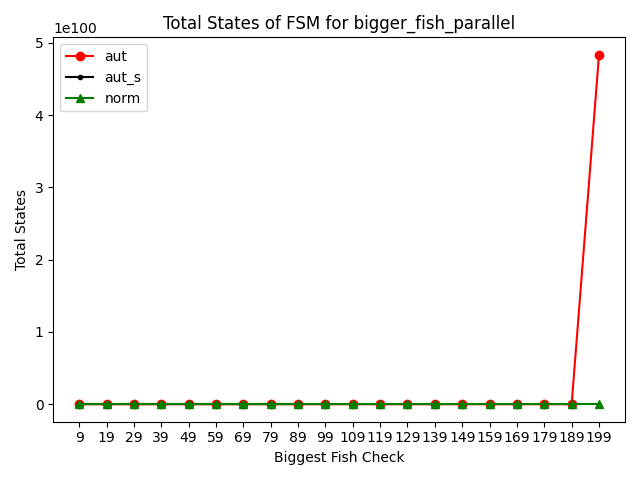 Total States of FSM for bigger_fish_parallel
1e100
5
4
3
2
1
0
Total States
aut
aut_s
norm
9 19 29 39 49 59 69 79 89 99 109 119 129 139 149 159 169 179 189 199
Biggest Fish Check